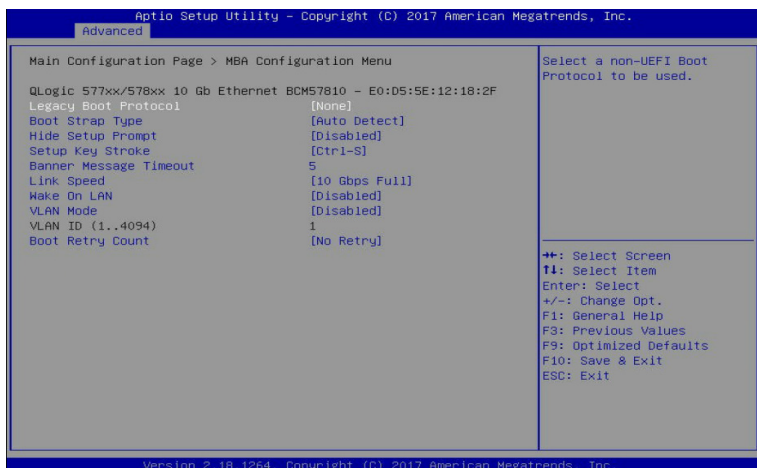 Aptio Setup Utility – Copyright (C) 2017 American Megatrends, Inc.
Advanced
Main Configuration Page > MBA Configuration Menu
QLogic 577xx/578xx 10 Gb Ethernet BCM57810 – E0:D5:5E:12:18:2F
Legacy Boot Protocol [None]
Boot Strap Type [Auto Detect]
Hide Setup Prompt [Disabled]
Setup Key Stroke [Ctrl-S]
Banner Message Timeout 5
Link Speed [10 Gbps Full]
Wake On LAN [Disabled]
VLAN Mode [Disabled]
VLAN ID (1..4094) 1
Boot Retry Count [No Retry]
Select a non-UEFI Boot
Protocol to be used.
→←: Select Screen
↑↓: Select Item
Enter: Select
+/-: Change Opt.
F1: General Help
F3: Previous Values
F9: Optimized Defaults
F10: Save & Exit
ESC: Exit
Version 2.18.1264. Copyright (C) 2017 American Megatrends, Inc.